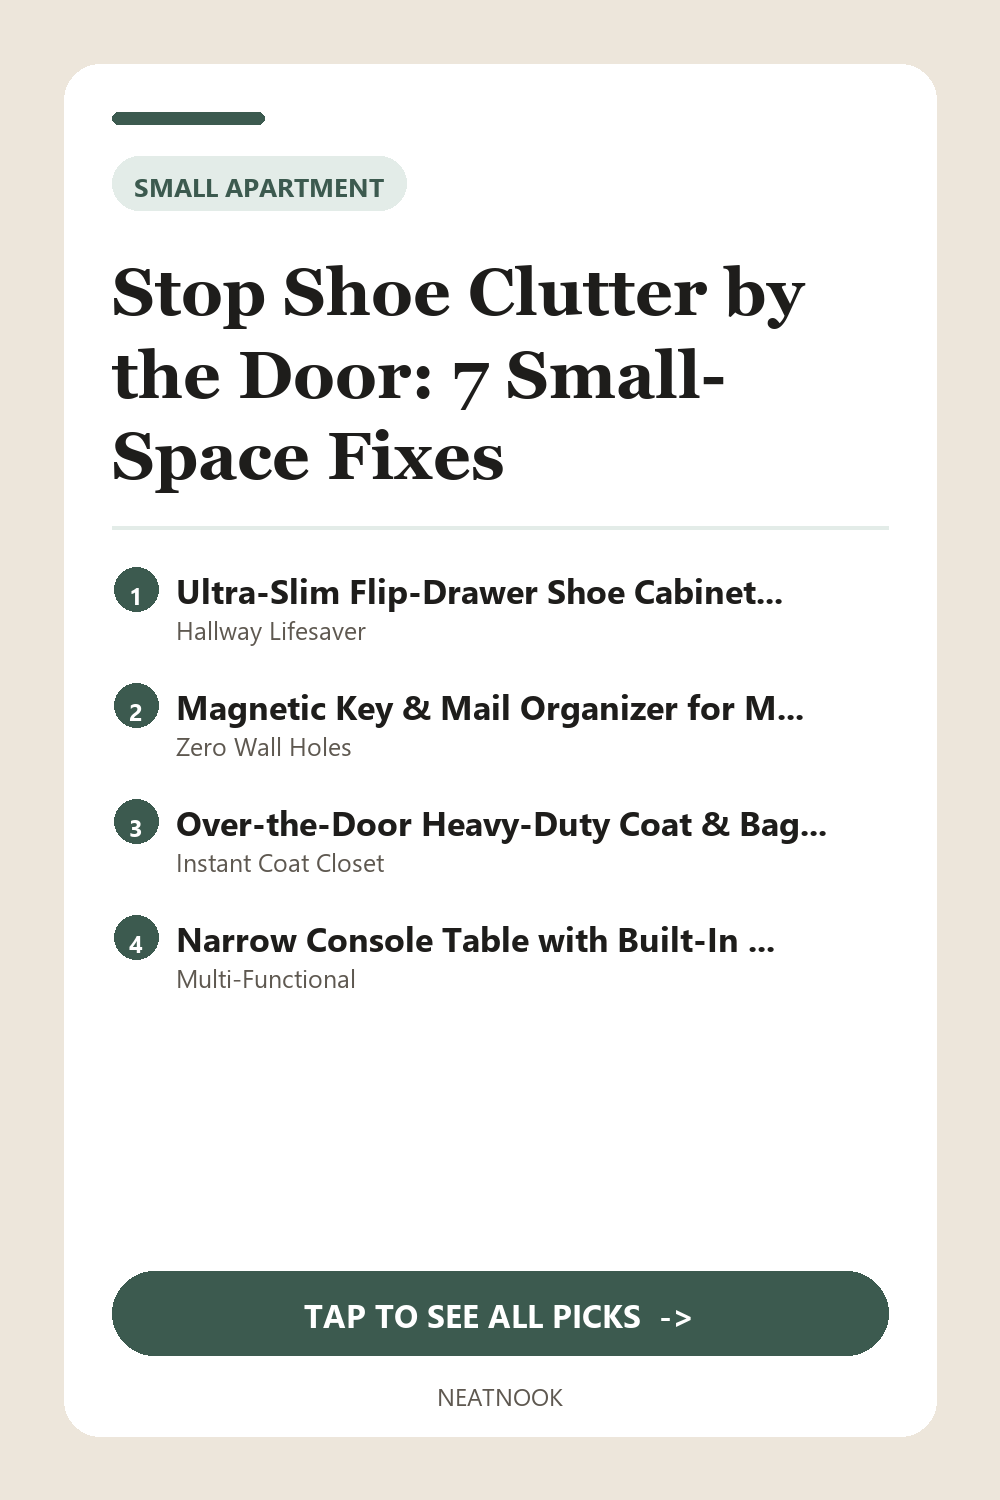 SMALL APARTMENT
Stop Shoe Clutter by
the Door: 7 Small-
Space Fixes
1 Ultra-Slim Flip-Drawer Shoe Cabinet...
Hallway Lifesaver
2 Magnetic Key & Mail Organizer for M...
Zero Wall Holes
3 Over-the-Door Heavy-Duty Coat & Bag...
Instant Coat Closet
4 Narrow Console Table with Built-In ...
Multi-Functional
TAP TO SEE ALL PICKS ->
NEATNOOK